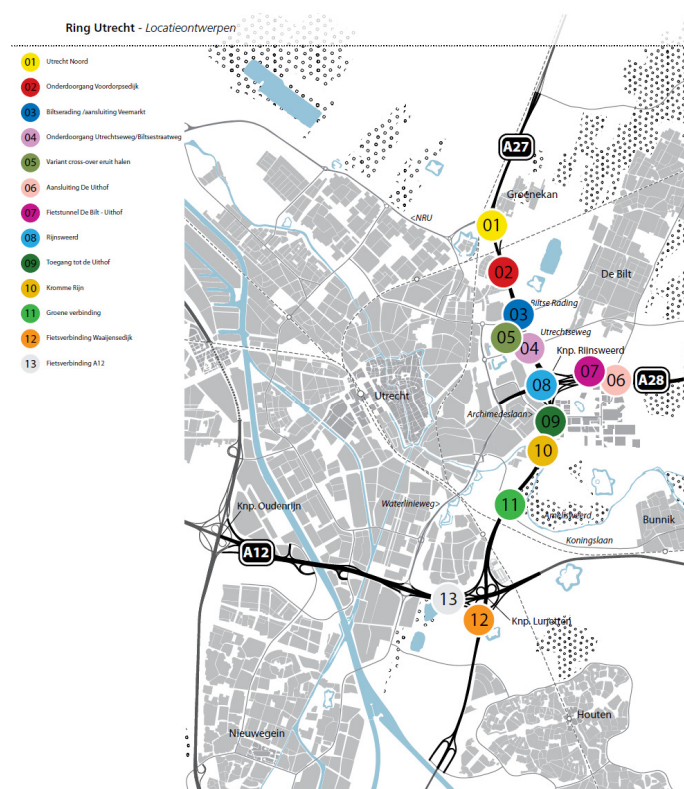 Ring Utrecht - Locatieontwerpen
01 Utrecht Noord
02 Onderdoorgang Voordorpsedijk
03 Biltserading /aansluiting Veemarkt
04 Onderdoorgang Utrechtseweg/Biltsestraatweg
05 Variant cross-over eruit halen
06 Aansluiting De Uithof
07 Fietstunnel De Bilt - Uithof
08 Rijnsweerd
09 Toegang tot de Uithof
10 Kromme Rijn
11 Groene verbinding
12 Fietsverbinding Waaijensedijk
13 Fietsverbinding A12
A27
Groenekan
<NRU
01
02
De Bilt
Biltse Rading
03
Utrechtseweg
05
04
Knp. Rijnsweerd
07
06
A28
08
Utrecht
Archimedeslaan>
09
10
Waterlinieweg>
Knp. Oudenrijn
11
Amelisweerd
Bunnik
Koningslaan
A12
13
12
Knp. Lunetten
Houten
Nieuwegein